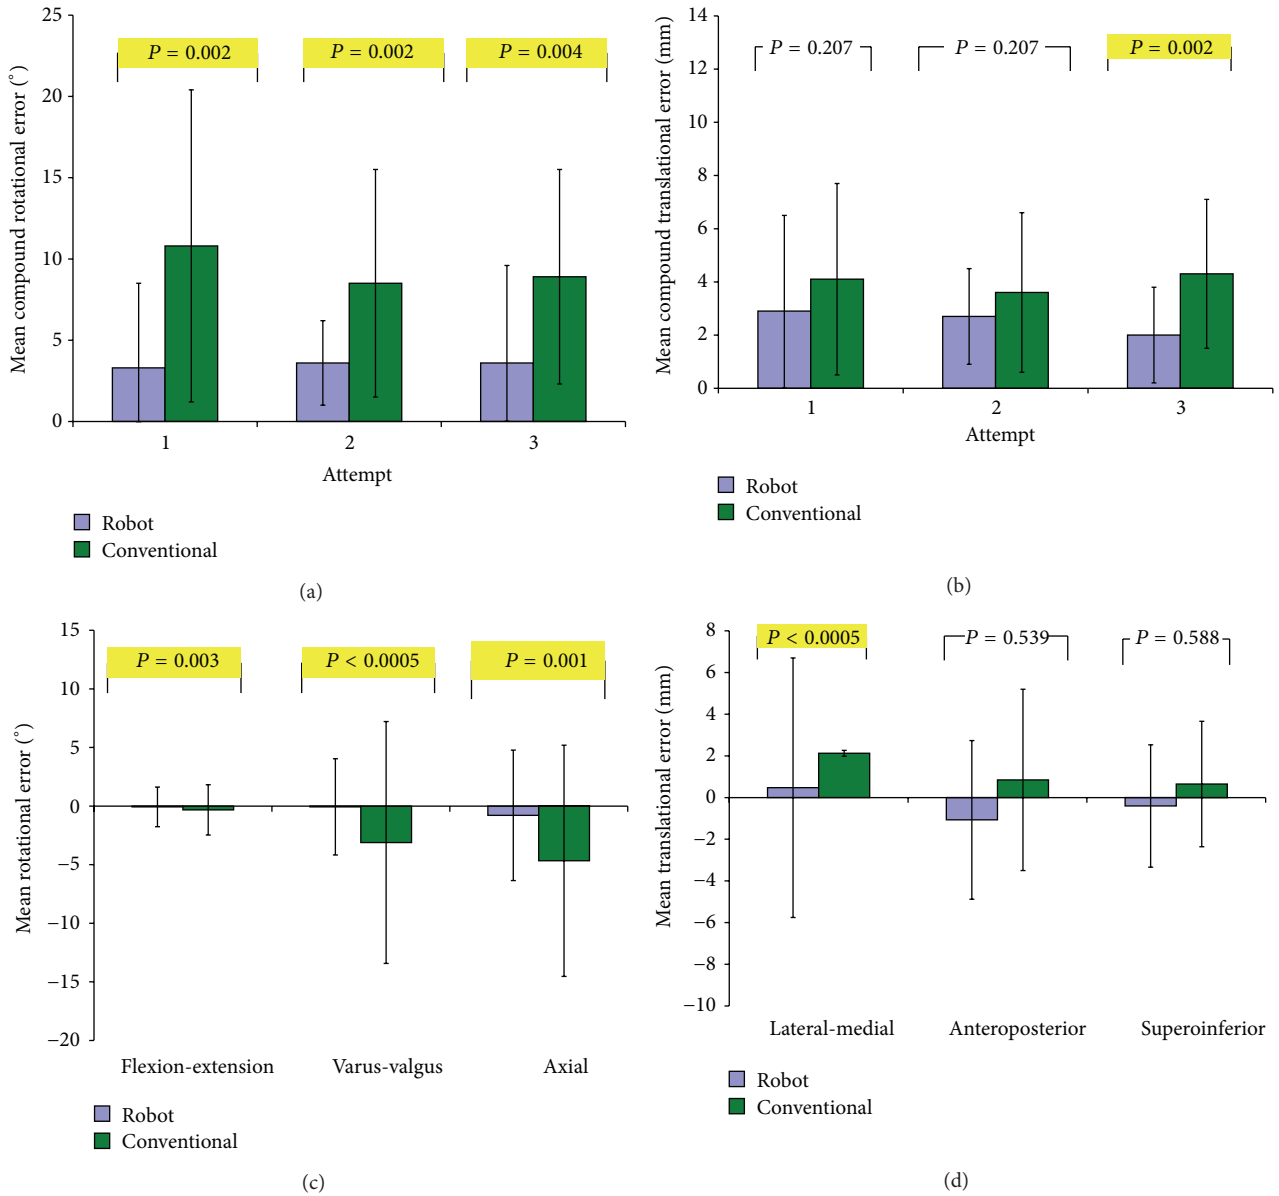 Mean compound rotational error (°)
25
20
15
10
5
0
P = 0.002
P = 0.002
P = 0.004
1
2
3
Attempt
Robot
Conventional
(a)
Mean compound translational error (mm)
14
12
10
8
6
4
2
0
P = 0.207
P = 0.207
P = 0.002
1
2
3
Attempt
Robot
Conventional
(b)
Mean rotational error (°)
15
10
5
0
−5
−10
−15
−20
P = 0.003
P < 0.0005
P = 0.001
Flexion-extension
Varus-valgus
Axial
Robot
Conventional
(c)
Mean translational error (mm)
8
6
4
2
0
−2
−4
−6
−8
−10
P < 0.0005
P = 0.539
P = 0.588
Lateral-medial
Anteroposterior
Superoinferior
Robot
Conventional
(d)